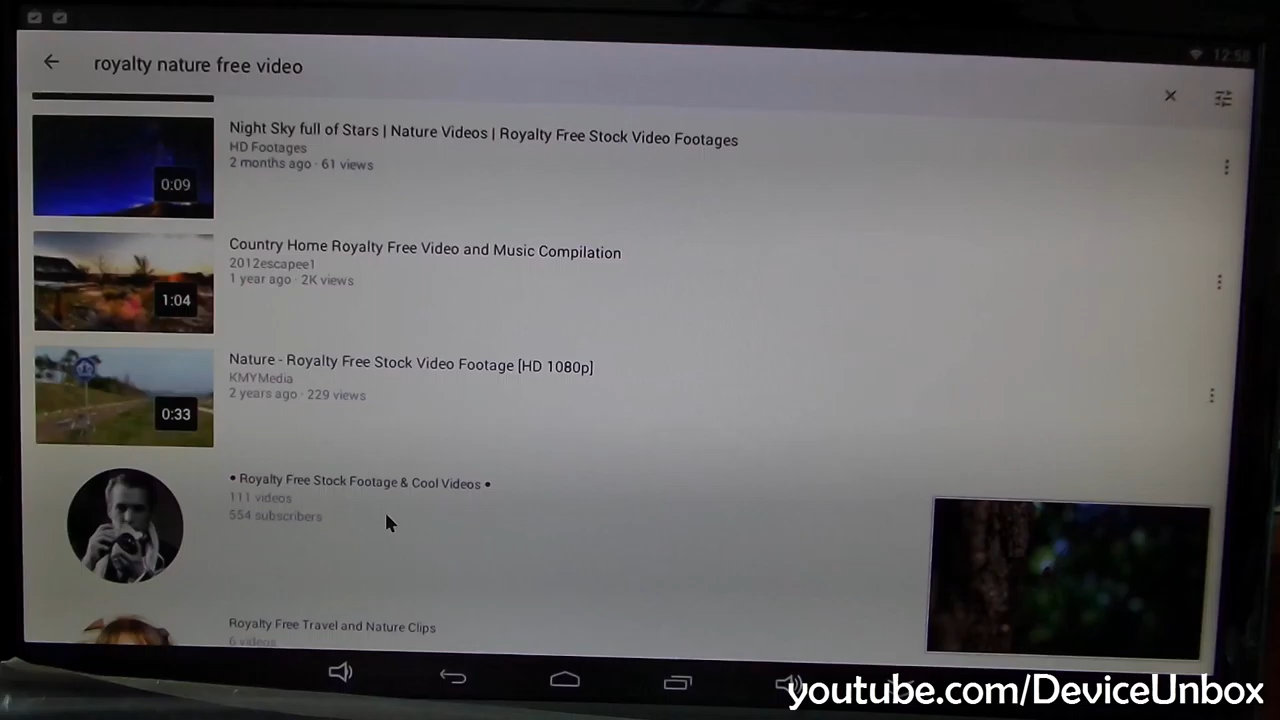 12:58
royalty nature free video
Night Sky full of Stars | Nature Videos | Royalty Free Stock Video Footages
HD Footages
2 months ago · 61 views
0:09
Country Home Royalty Free Video and Music Compilation
2012escapee1
1 year ago · 2K views
1:04
Nature - Royalty Free Stock Video Footage [HD 1080p]
KMYMedia
2 years ago · 229 views
0:33
• Royalty Free Stock Footage & Cool Videos •
111 videos
554 subscribers
Royalty Free Travel and Nature Clips
6 videos
youtube.com/DeviceUnbox